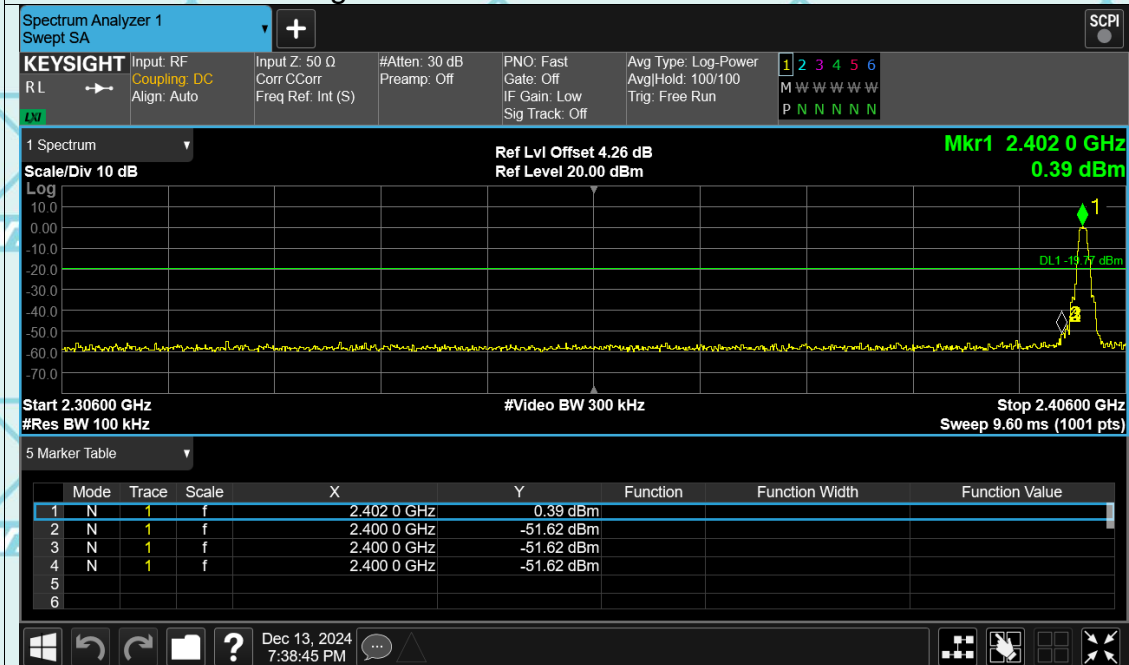 Spectrum Analyzer 1
Swept SA
+
SCPI
KEYSIGHT Input: RF Input Z: 50 Ω #Atten: 30 dB PNO: Fast Avg Type: Log-Power 1 2 3 4 5 6
R L Coupling: DC Corr CCorr Preamp: Off Gate: Off Avg|Hold: 100/100 M W W W W W
Align: Auto Freq Ref: Int (S) IF Gain: Low Trig: Free Run
LXI Sig Track: Off P N N N N N
1 Spectrum Ref Lvl Offset 4.26 dB Mkr1 2.402 0 GHz
Scale/Div 10 dB Ref Level 20.00 dBm 0.39 dBm
Log
10.0 1
0.00
-10.0
DL1 -19.77 dBm
-20.0
-30.0
-40.0
-50.0
-60.0
-70.0
Start 2.30600 GHz #Video BW 300 kHz Stop 2.40600 GHz
#Res BW 100 kHz Sweep 9.60 ms (1001 pts)
5 Marker Table
Mode Trace Scale X Y Function Function Width Function Value
1 N 1 f 2.402 0 GHz 0.39 dBm
2 N 1 f 2.400 0 GHz -51.62 dBm
3 N 1 f 2.400 0 GHz -51.62 dBm
4 N 1 f 2.400 0 GHz -51.62 dBm
5
6
? Dec 13, 2024
7:38:45 PM